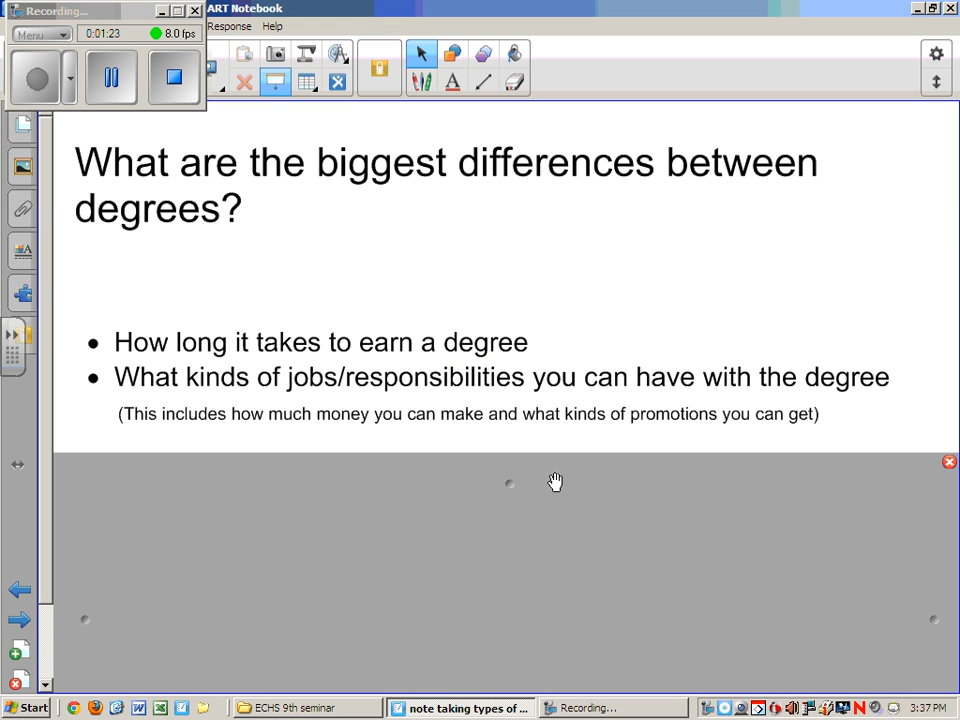 Recording...
ART Notebook
Menu
0:01:23
8.0 fps
Response
Help
What are the biggest differences between
degrees?
• How long it takes to earn a degree
• What kinds of jobs/responsibilities you can have with the degree
(This includes how much money you can make and what kinds of promotions you can get)
Start
ECHS 9th seminar
note taking types of ...
Recording...
3:37 PM